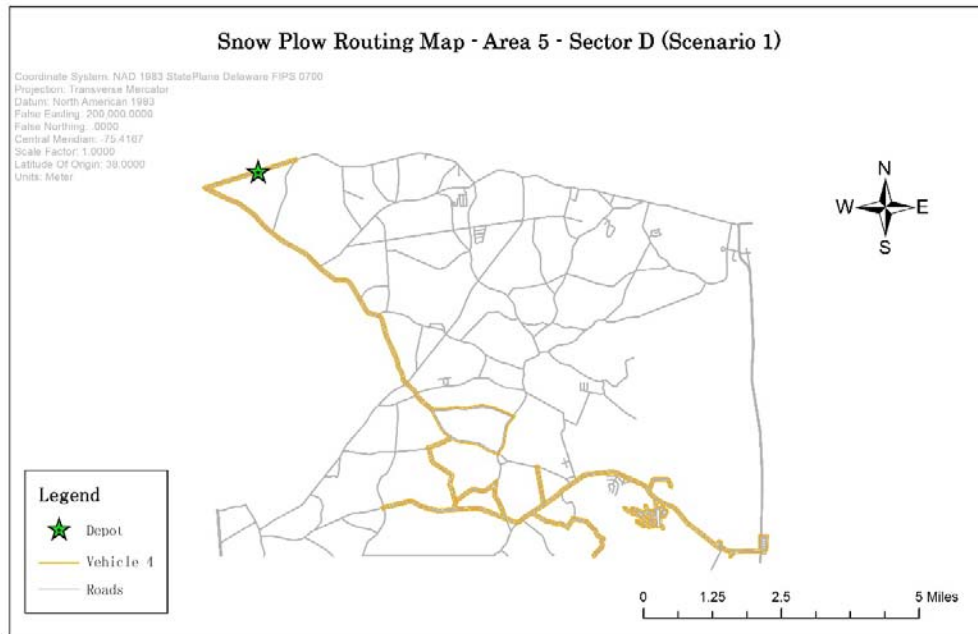 Snow Plow Routing Map - Area 5 - Sector D (Scenario 1)
Coordinate System: NAD 1983 StatePlane Delaware FIPS 0700
Projection: Transverse Mercator
Datum: North American 1983
False Easting: 200,000.0000
False Northing: .0000
Central Meridian: -75.4167
Scale Factor: 1.0000
Latitude Of Origin: 38.0000
Units: Meter
N
W E
S
Legend
Depot
Vehicle 4
Roads
0 1.25 2.5 5 Miles